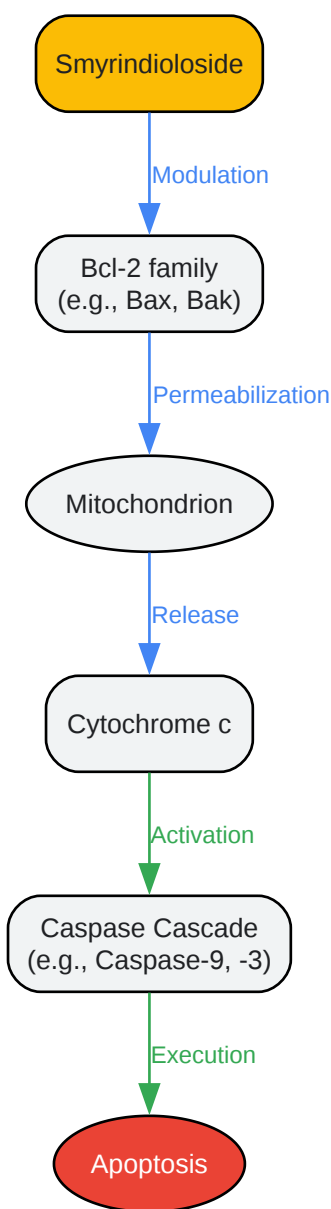 Smyrindioloside
Modulation
Bcl-2 family
(e.g., Bax, Bak)
Permeabilization
Mitochondrion
Release
Cytochrome c
Activation
Caspase Cascade
(e.g., Caspase-9, -3)
Execution
Apoptosis